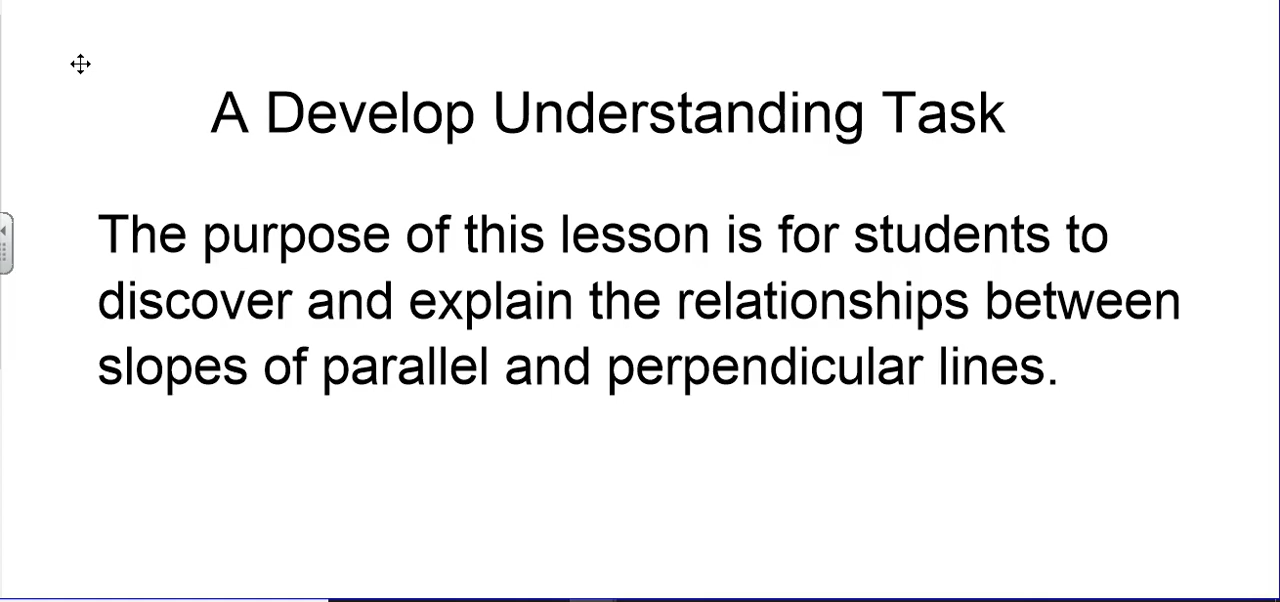 A Develop Understanding Task
The purpose of this lesson is for students to
discover and explain the relationships between
slopes of parallel and perpendicular lines.